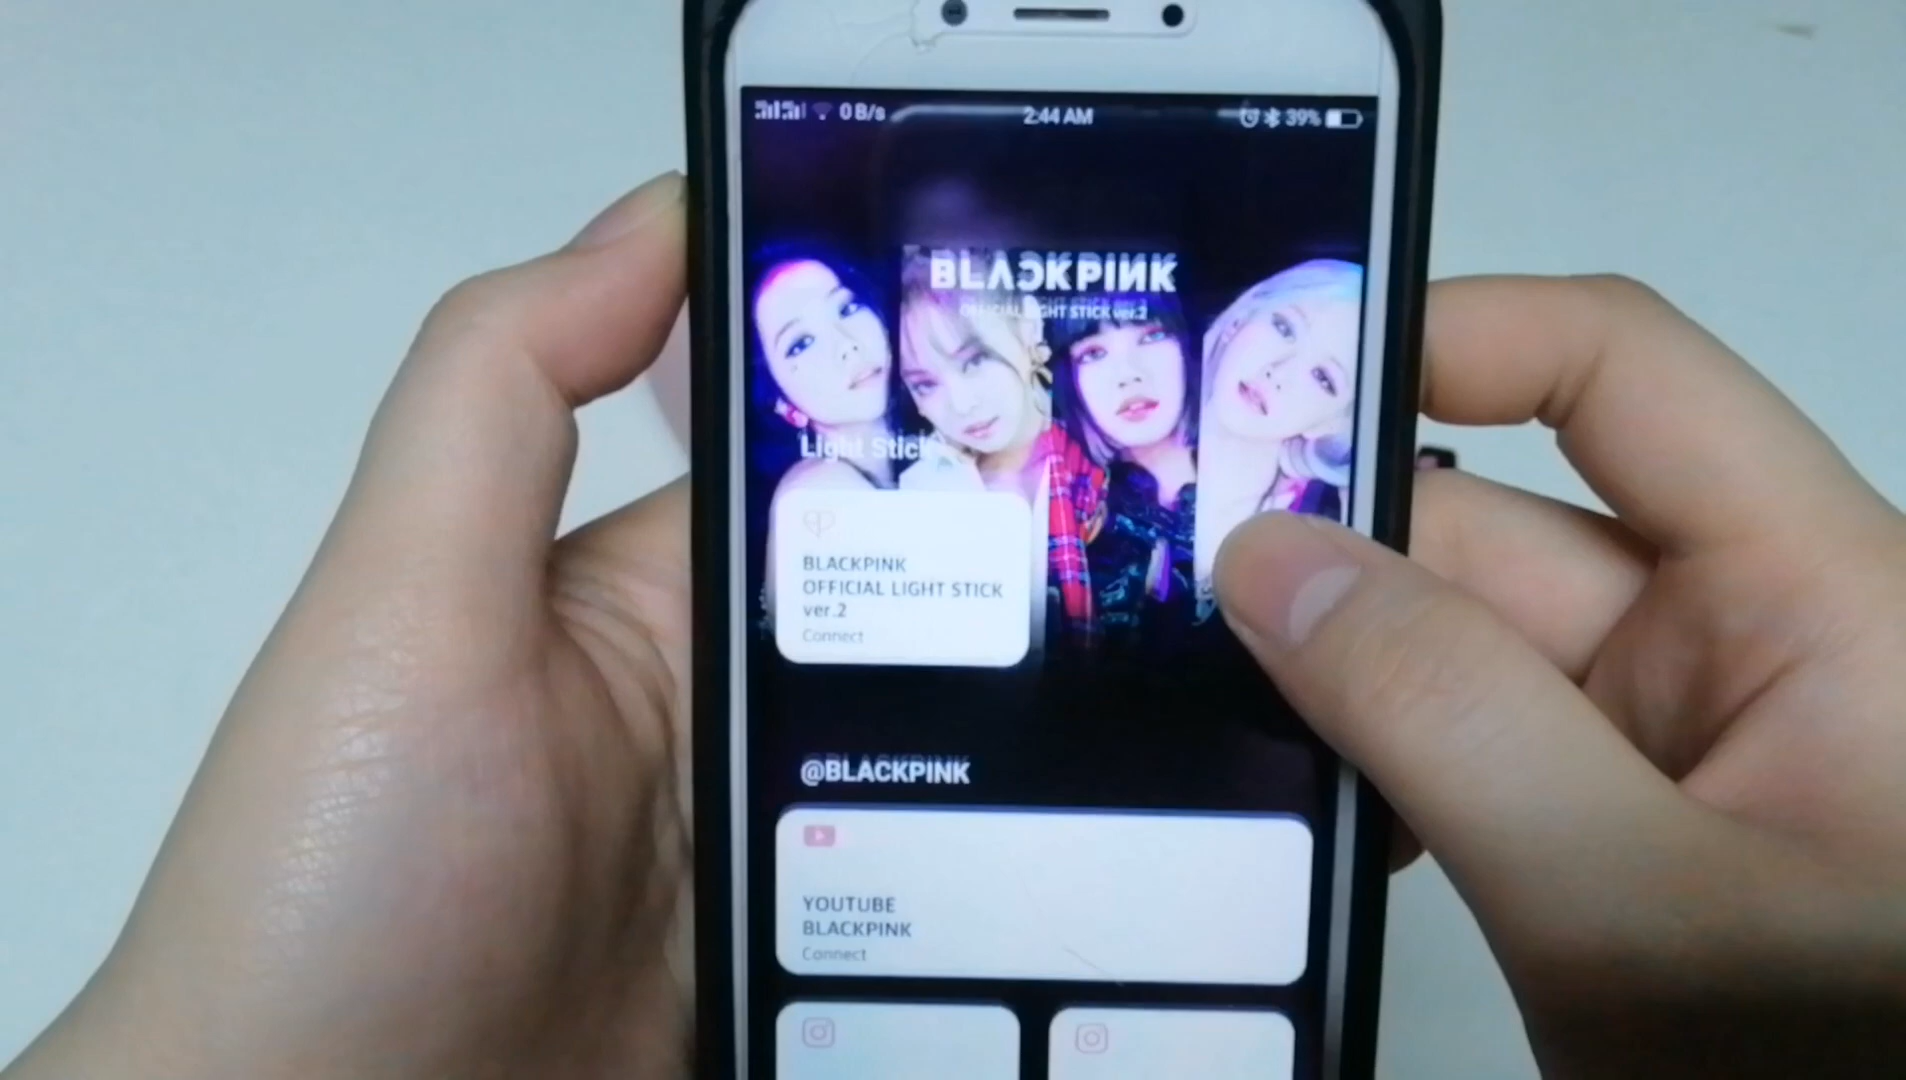 0 B/s 2:44 AM 39%
BLACKPINK
OFFICIAL LIGHT STICK ver.2
Light Stick
BLACKPINK
OFFICIAL LIGHT STICK
ver.2
Connect
@BLACKPINK
YOUTUBE
BLACKPINK
Connect